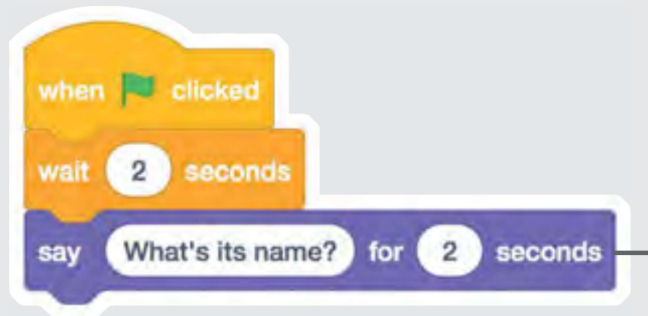 when clicked
wait 2 seconds
say What's its name? for 2 seconds